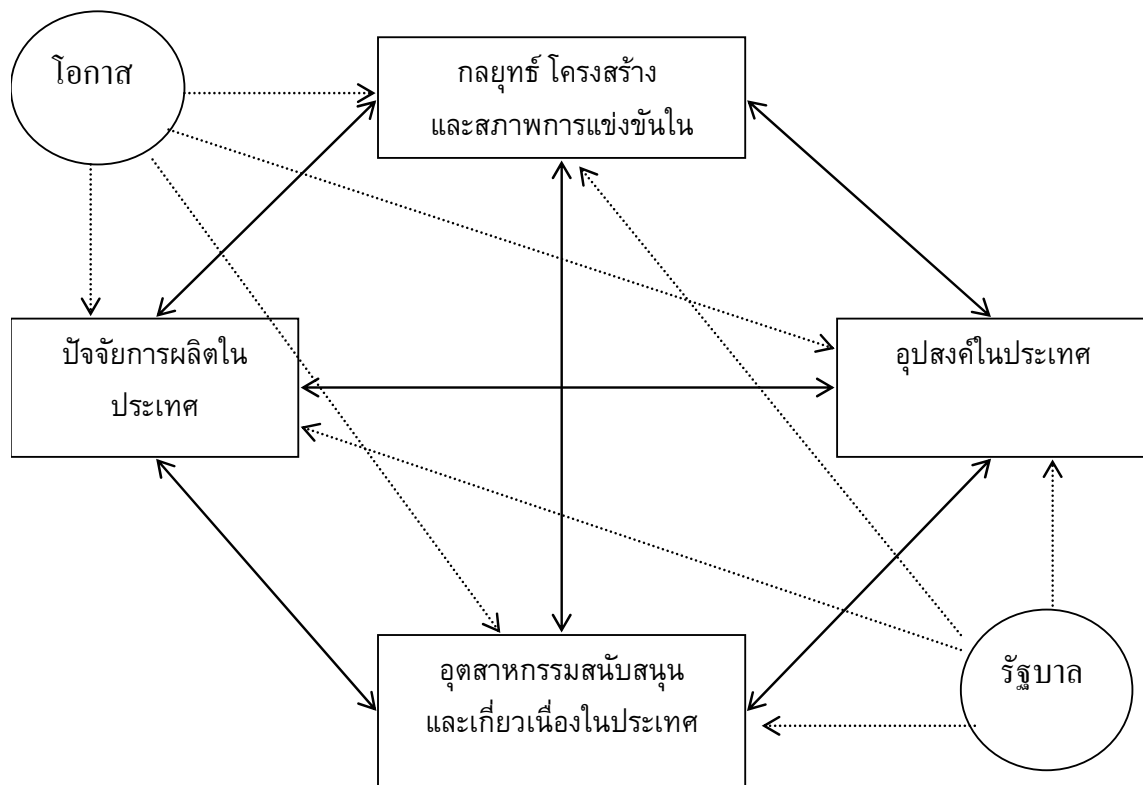 โอกาส
กลยุทธ์ โครงสร้าง
และสภาพการแข่งขันใน
ปัจจัยการผลิตใน
ประเทศ
อุปสงค์ในประเทศ
อุตสาหกรรมสนับสนุน
และเกี่ยวเนื่องในประเทศ
รัฐบาล